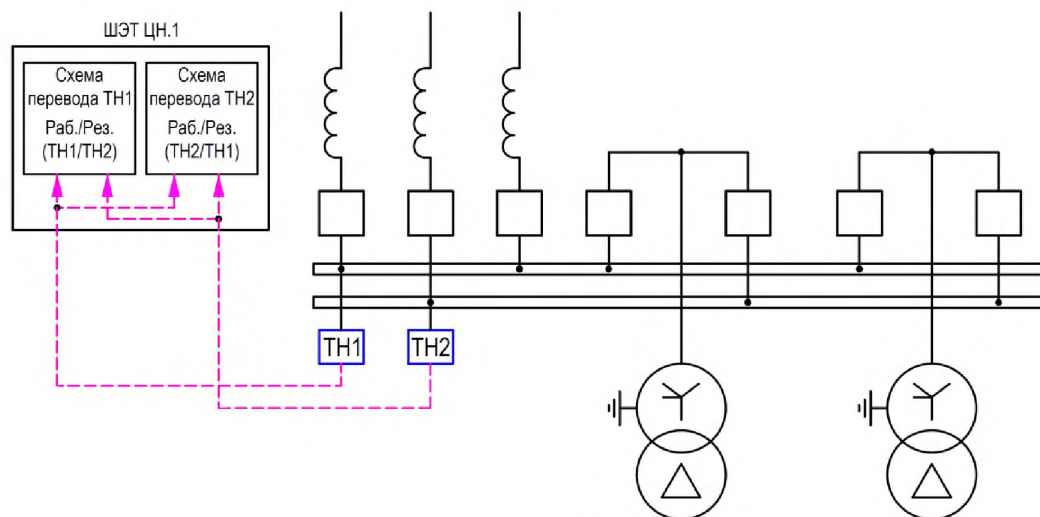 ШЭТ ЦН.1
Схема
перевода ТН1
Раб./Рез.
(ТН1/ТН2)
Схема
перевода ТН2
Раб./Рез.
(ТН2/ТН1)
ТН1
ТН2